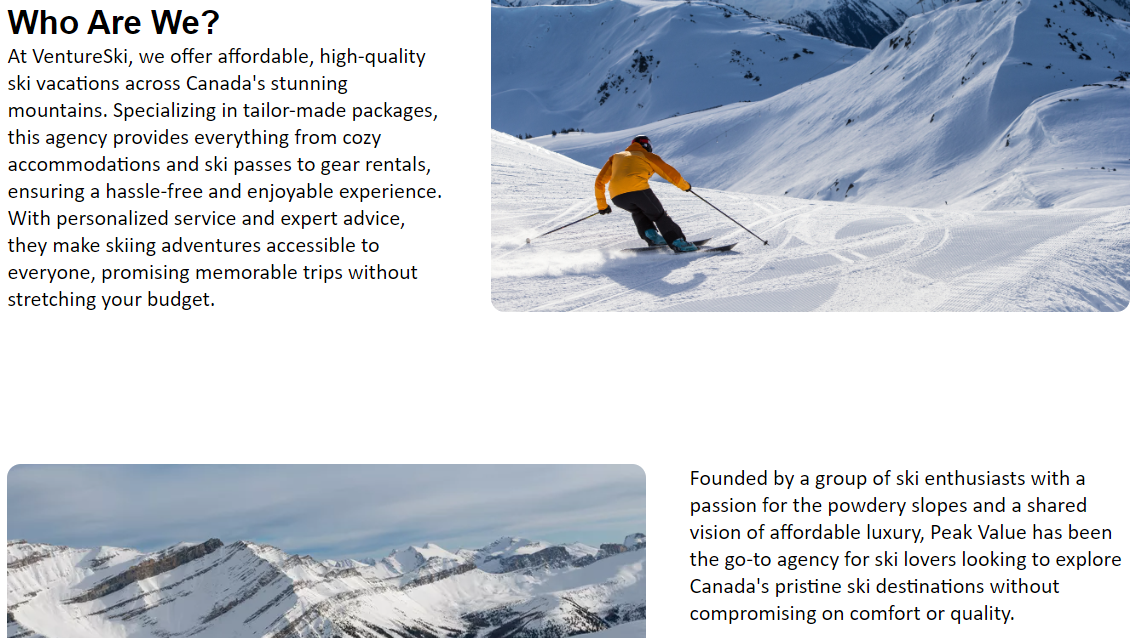 Who Are We?
At VentureSki, we offer affordable, high-quality
ski vacations across Canada's stunning
mountains. Specializing in tailor-made packages,
this agency provides everything from cozy
accommodations and ski passes to gear rentals,
ensuring a hassle-free and enjoyable experience.
With personalized service and expert advice,
they make skiing adventures accessible to
everyone, promising memorable trips without
stretching your budget.
Founded by a group of ski enthusiasts with a
passion for the powdery slopes and a shared
vision of affordable luxury, Peak Value has been
the go-to agency for ski lovers looking to explore
Canada's pristine ski destinations without
compromising on comfort or quality.